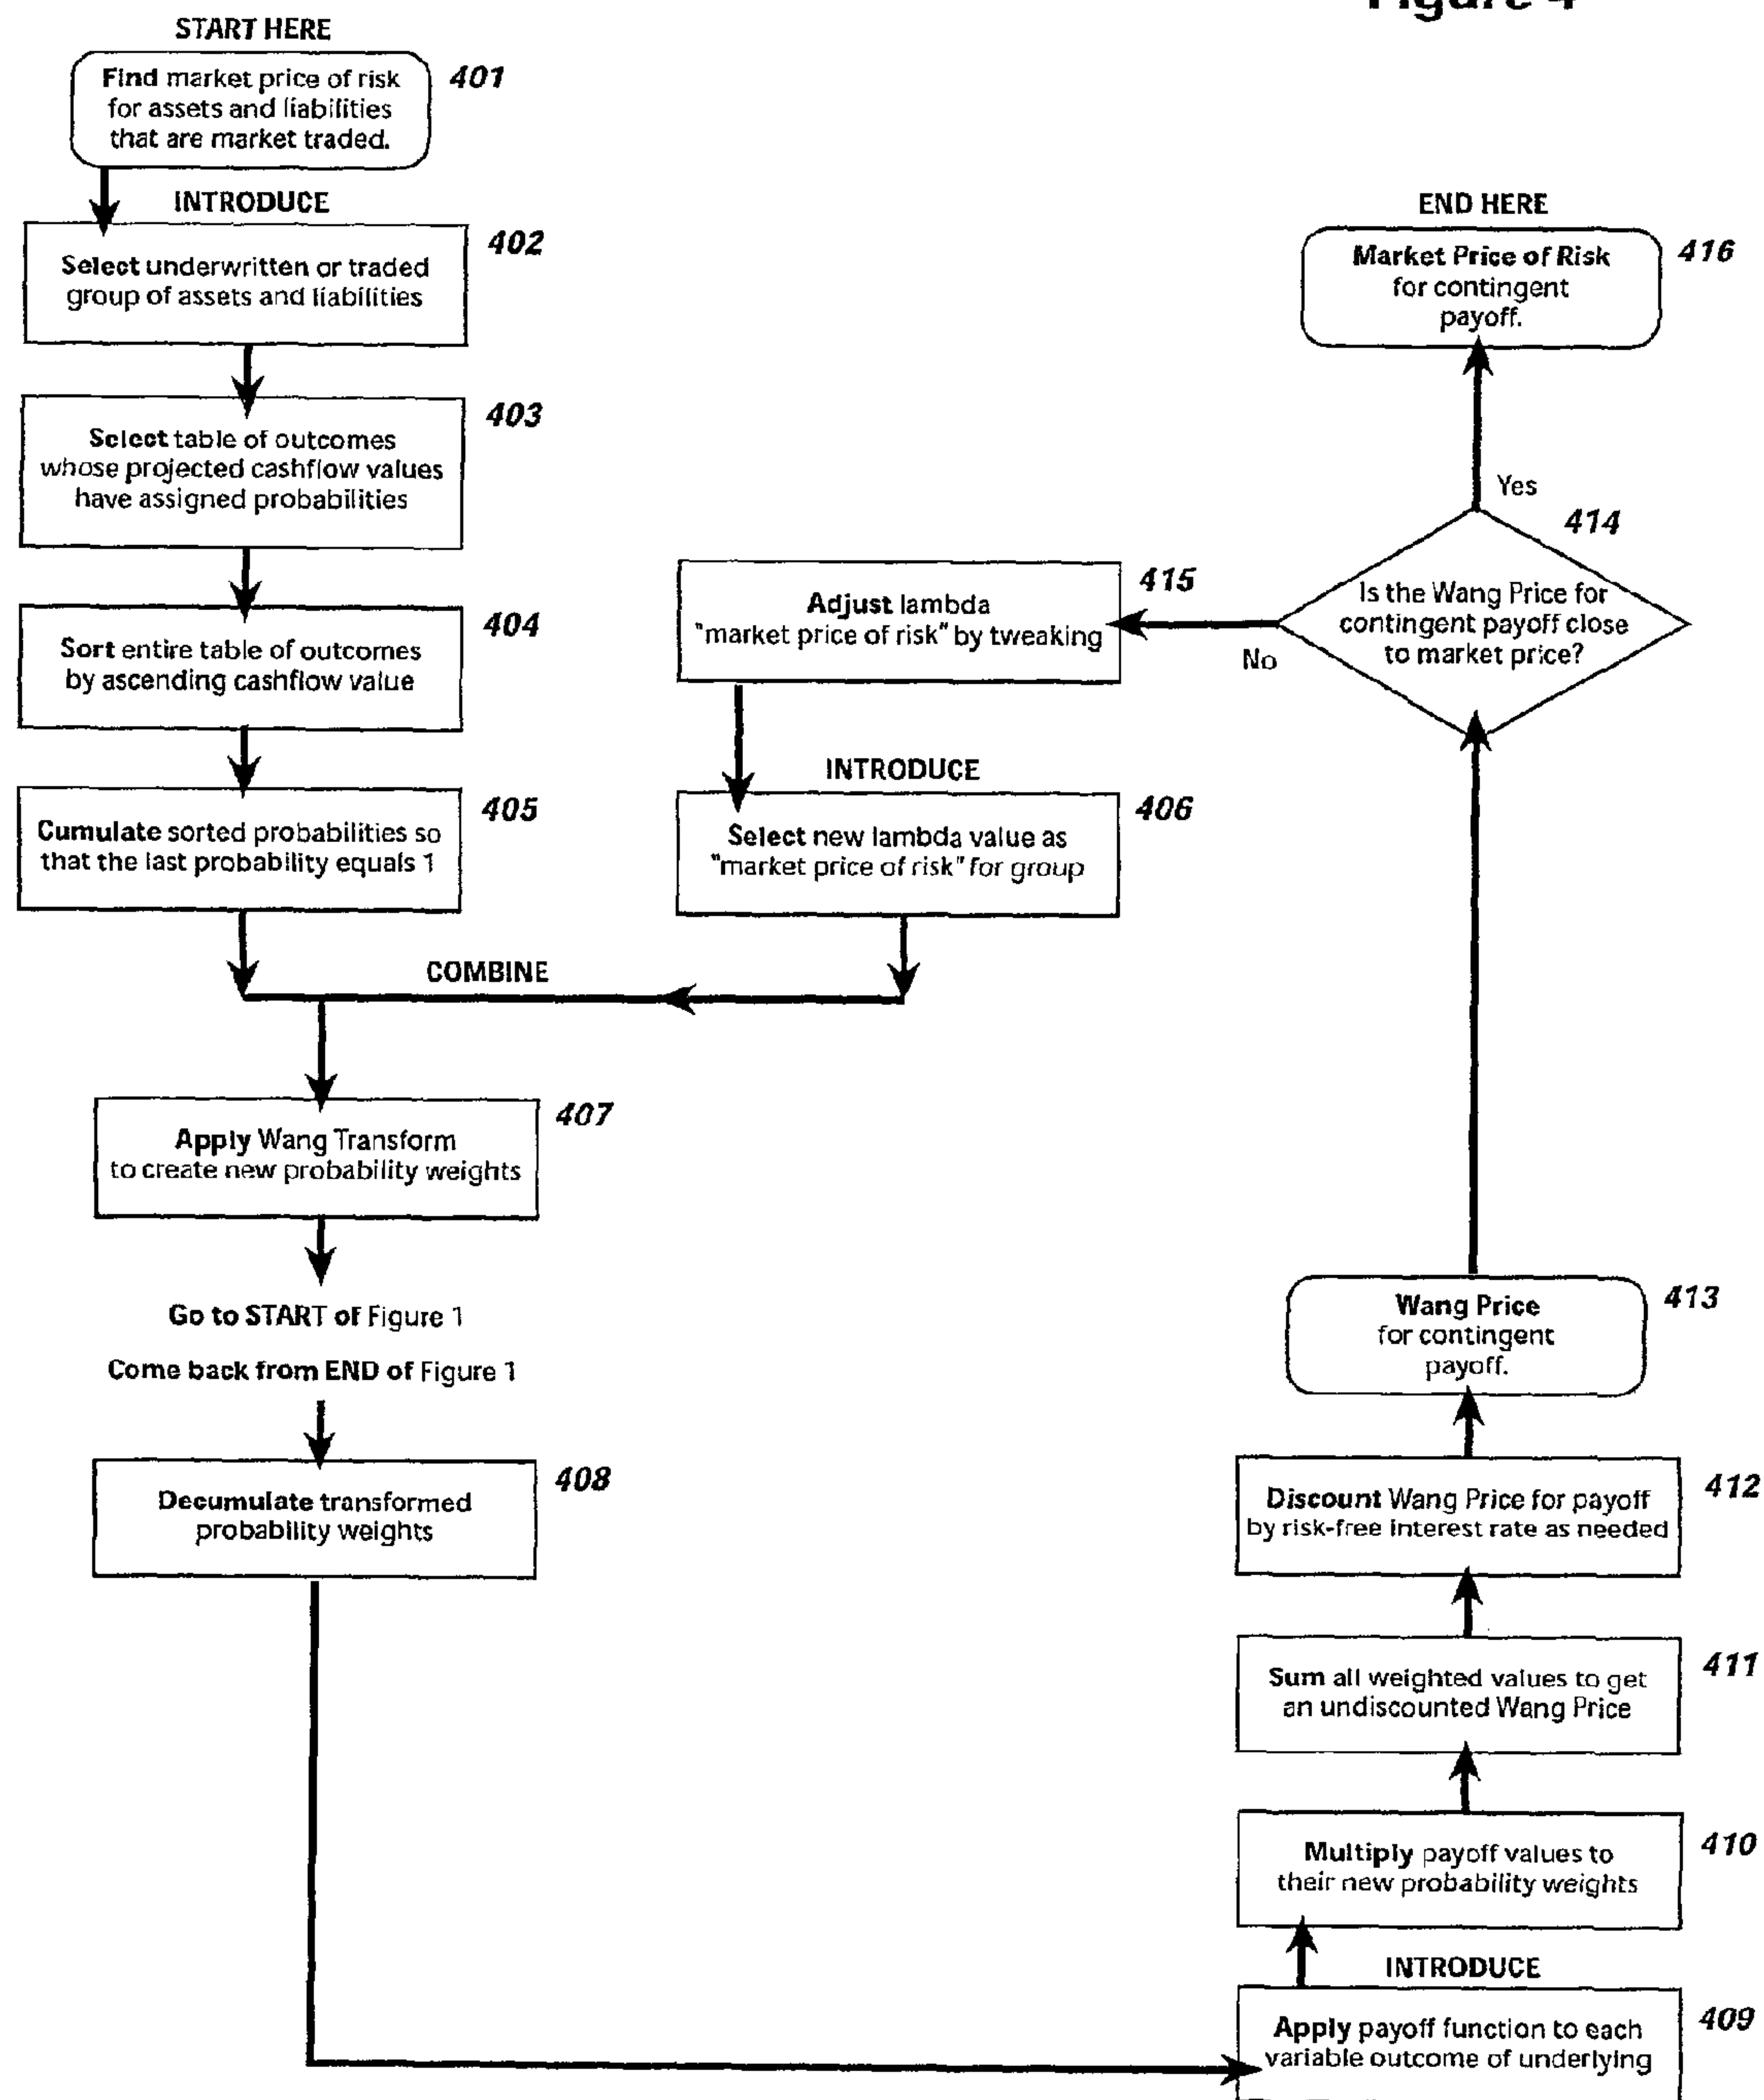 Figure 4
START HERE
Find market price of risk
for assets and liabilities
that are market traded.
401
INTRODUCE
Select underwritten or traded
group of assets and liabilities
402
Select table of outcomes
whose projected cashflow values
have assigned probabilities
403
Sort entire table of outcomes
by ascending cashflow value
404
Cumulate sorted probabilities so
that the last probability equals 1
405
Adjust lambda
"market price of risk" by tweaking
415
INTRODUCE
Select new lambda value as
"market price of risk" for group
406
COMBINE
Apply Wang Transform
to create new probability weights
407
Go to START of Figure 1
Come back from END of Figure 1
Decumulate transformed
probability weights
408
END HERE
Market Price of Risk
for contingent
payoff.
416
Yes
414
Is the Wang Price for
contingent payoff close
to market price?
No
Wang Price
for contingent
payoff.
413
Discount Wang Price for payoff
by risk-free interest rate as needed
412
Sum all weighted values to get
an undiscounted Wang Price
411
Multiply payoff values to
their new probability weights
410
INTRODUCE
Apply payoff function to each
variable outcome of underlying
409